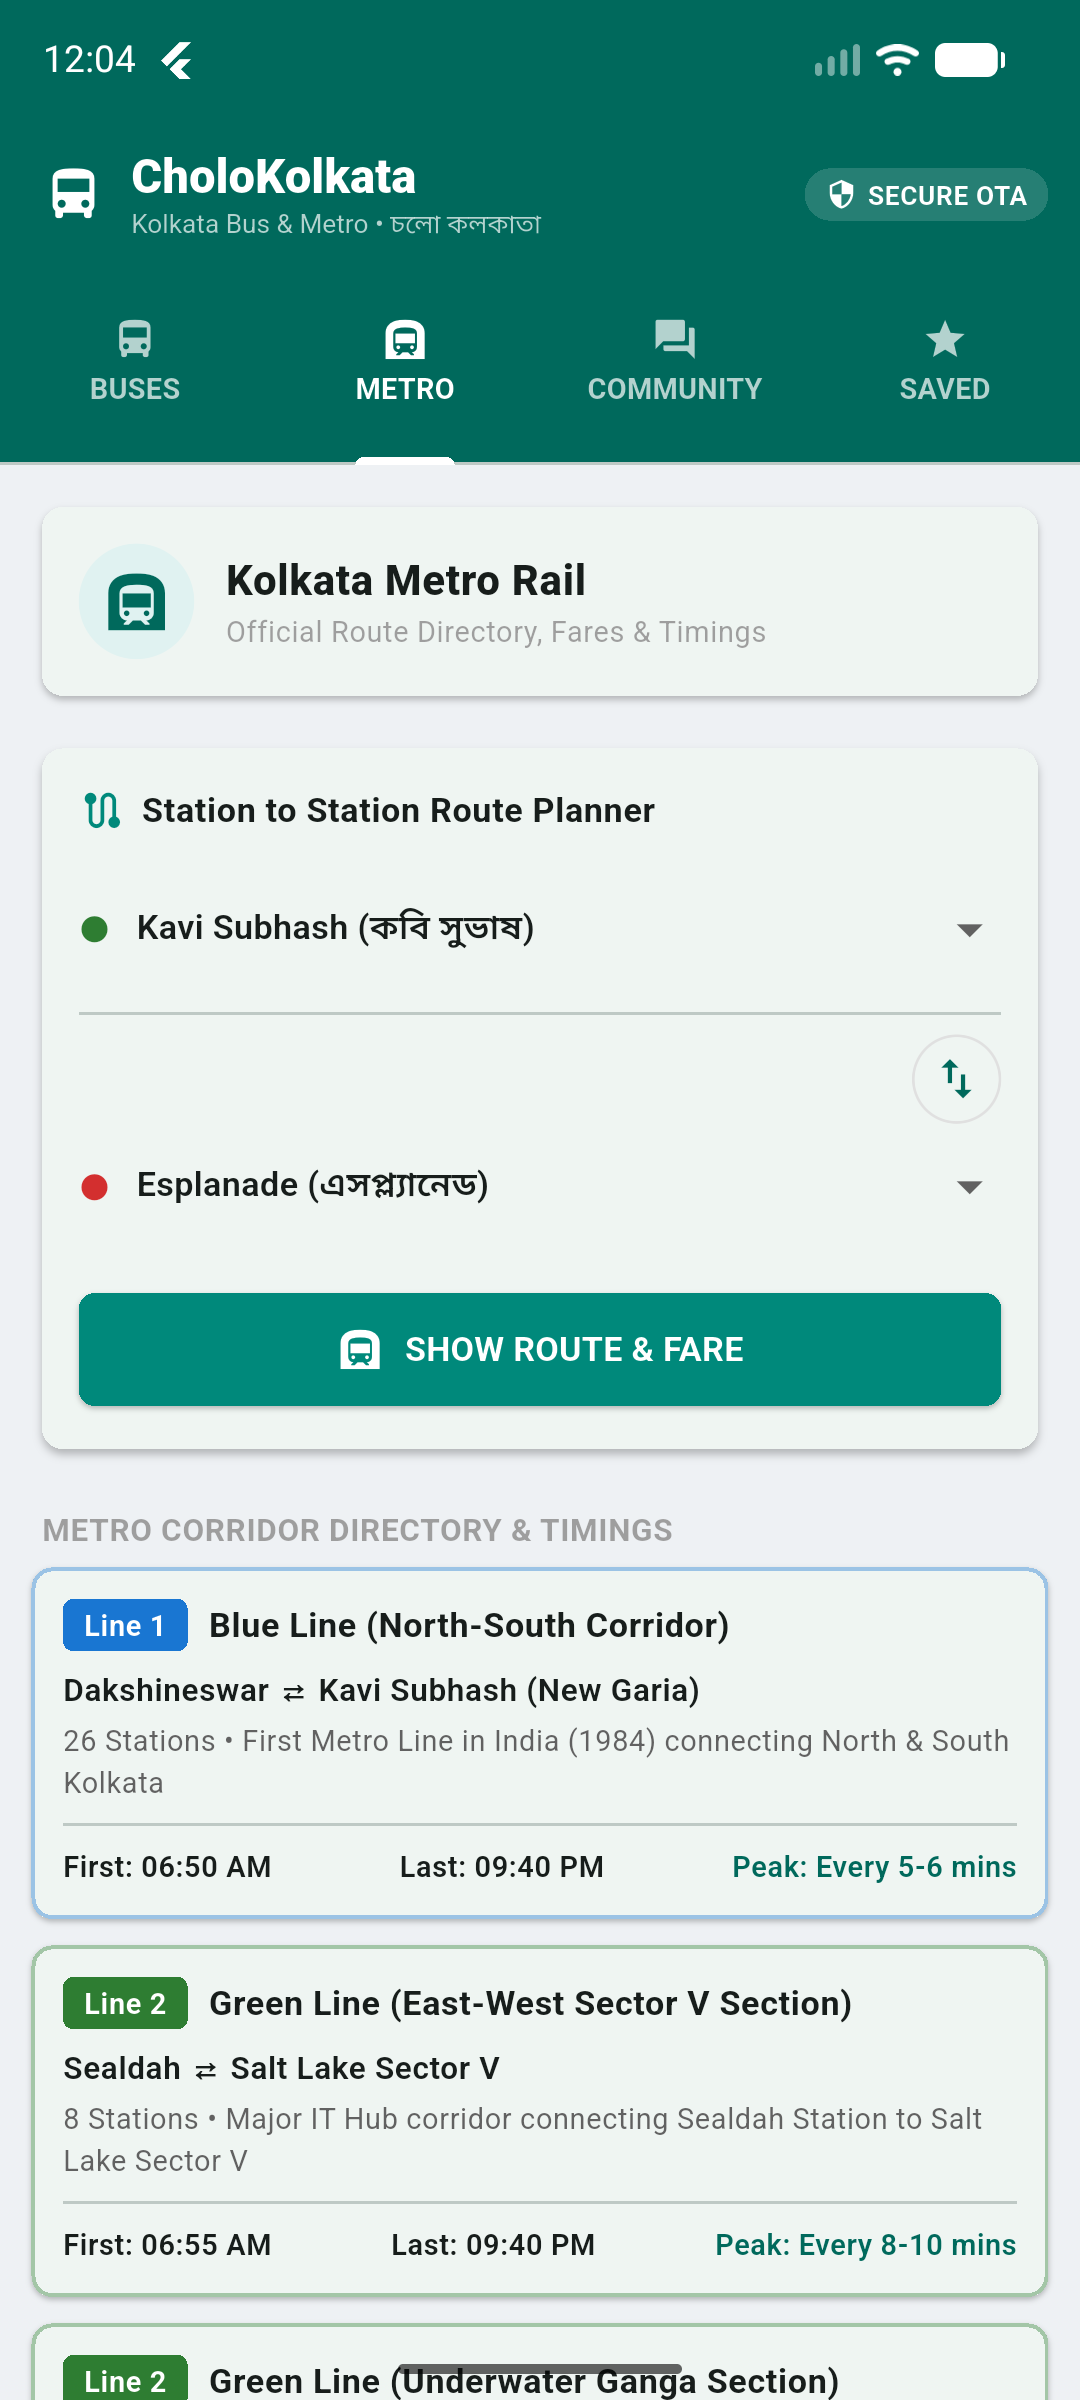 12:04
CholoKolkata
Kolkata Bus & Metro • চলো কলকাতা
SECURE OTA
BUSES
METRO
COMMUNITY
SAVED
Kolkata Metro Rail
Official Route Directory, Fares & Timings
Station to Station Route Planner
Kavi Subhash (কবি সুভাষ)
Esplanade (এসপ্ল্যানেড)
SHOW ROUTE & FARE
METRO CORRIDOR DIRECTORY & TIMINGS
Line 1 Blue Line (North-South Corridor)
Dakshineswar ⇄ Kavi Subhash (New Garia)
26 Stations • First Metro Line in India (1984) connecting North & South
Kolkata
First: 06:50 AM Last: 09:40 PM Peak: Every 5-6 mins
Line 2 Green Line (East-West Sector V Section)
Sealdah ⇄ Salt Lake Sector V
8 Stations • Major IT Hub corridor connecting Sealdah Station to Salt
Lake Sector V
First: 06:55 AM Last: 09:40 PM Peak: Every 8-10 mins
Line 2 Green Line (Underwater Ganga Section)